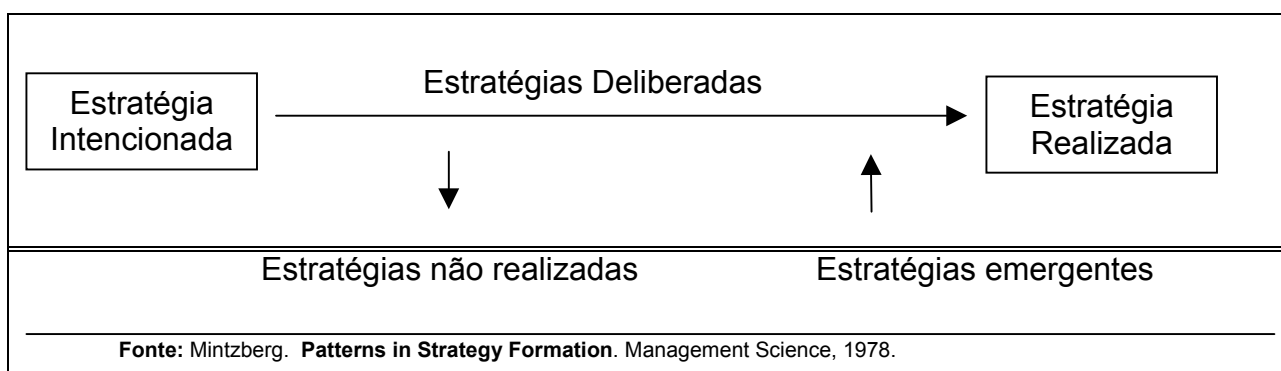 Estratégias Deliberadas
Estratégia
Intencionada
Estratégia
Realizada
Estratégias não realizadas
Estratégias emergentes
Fonte: Mintzberg. Patterns in Strategy Formation. Management Science, 1978.